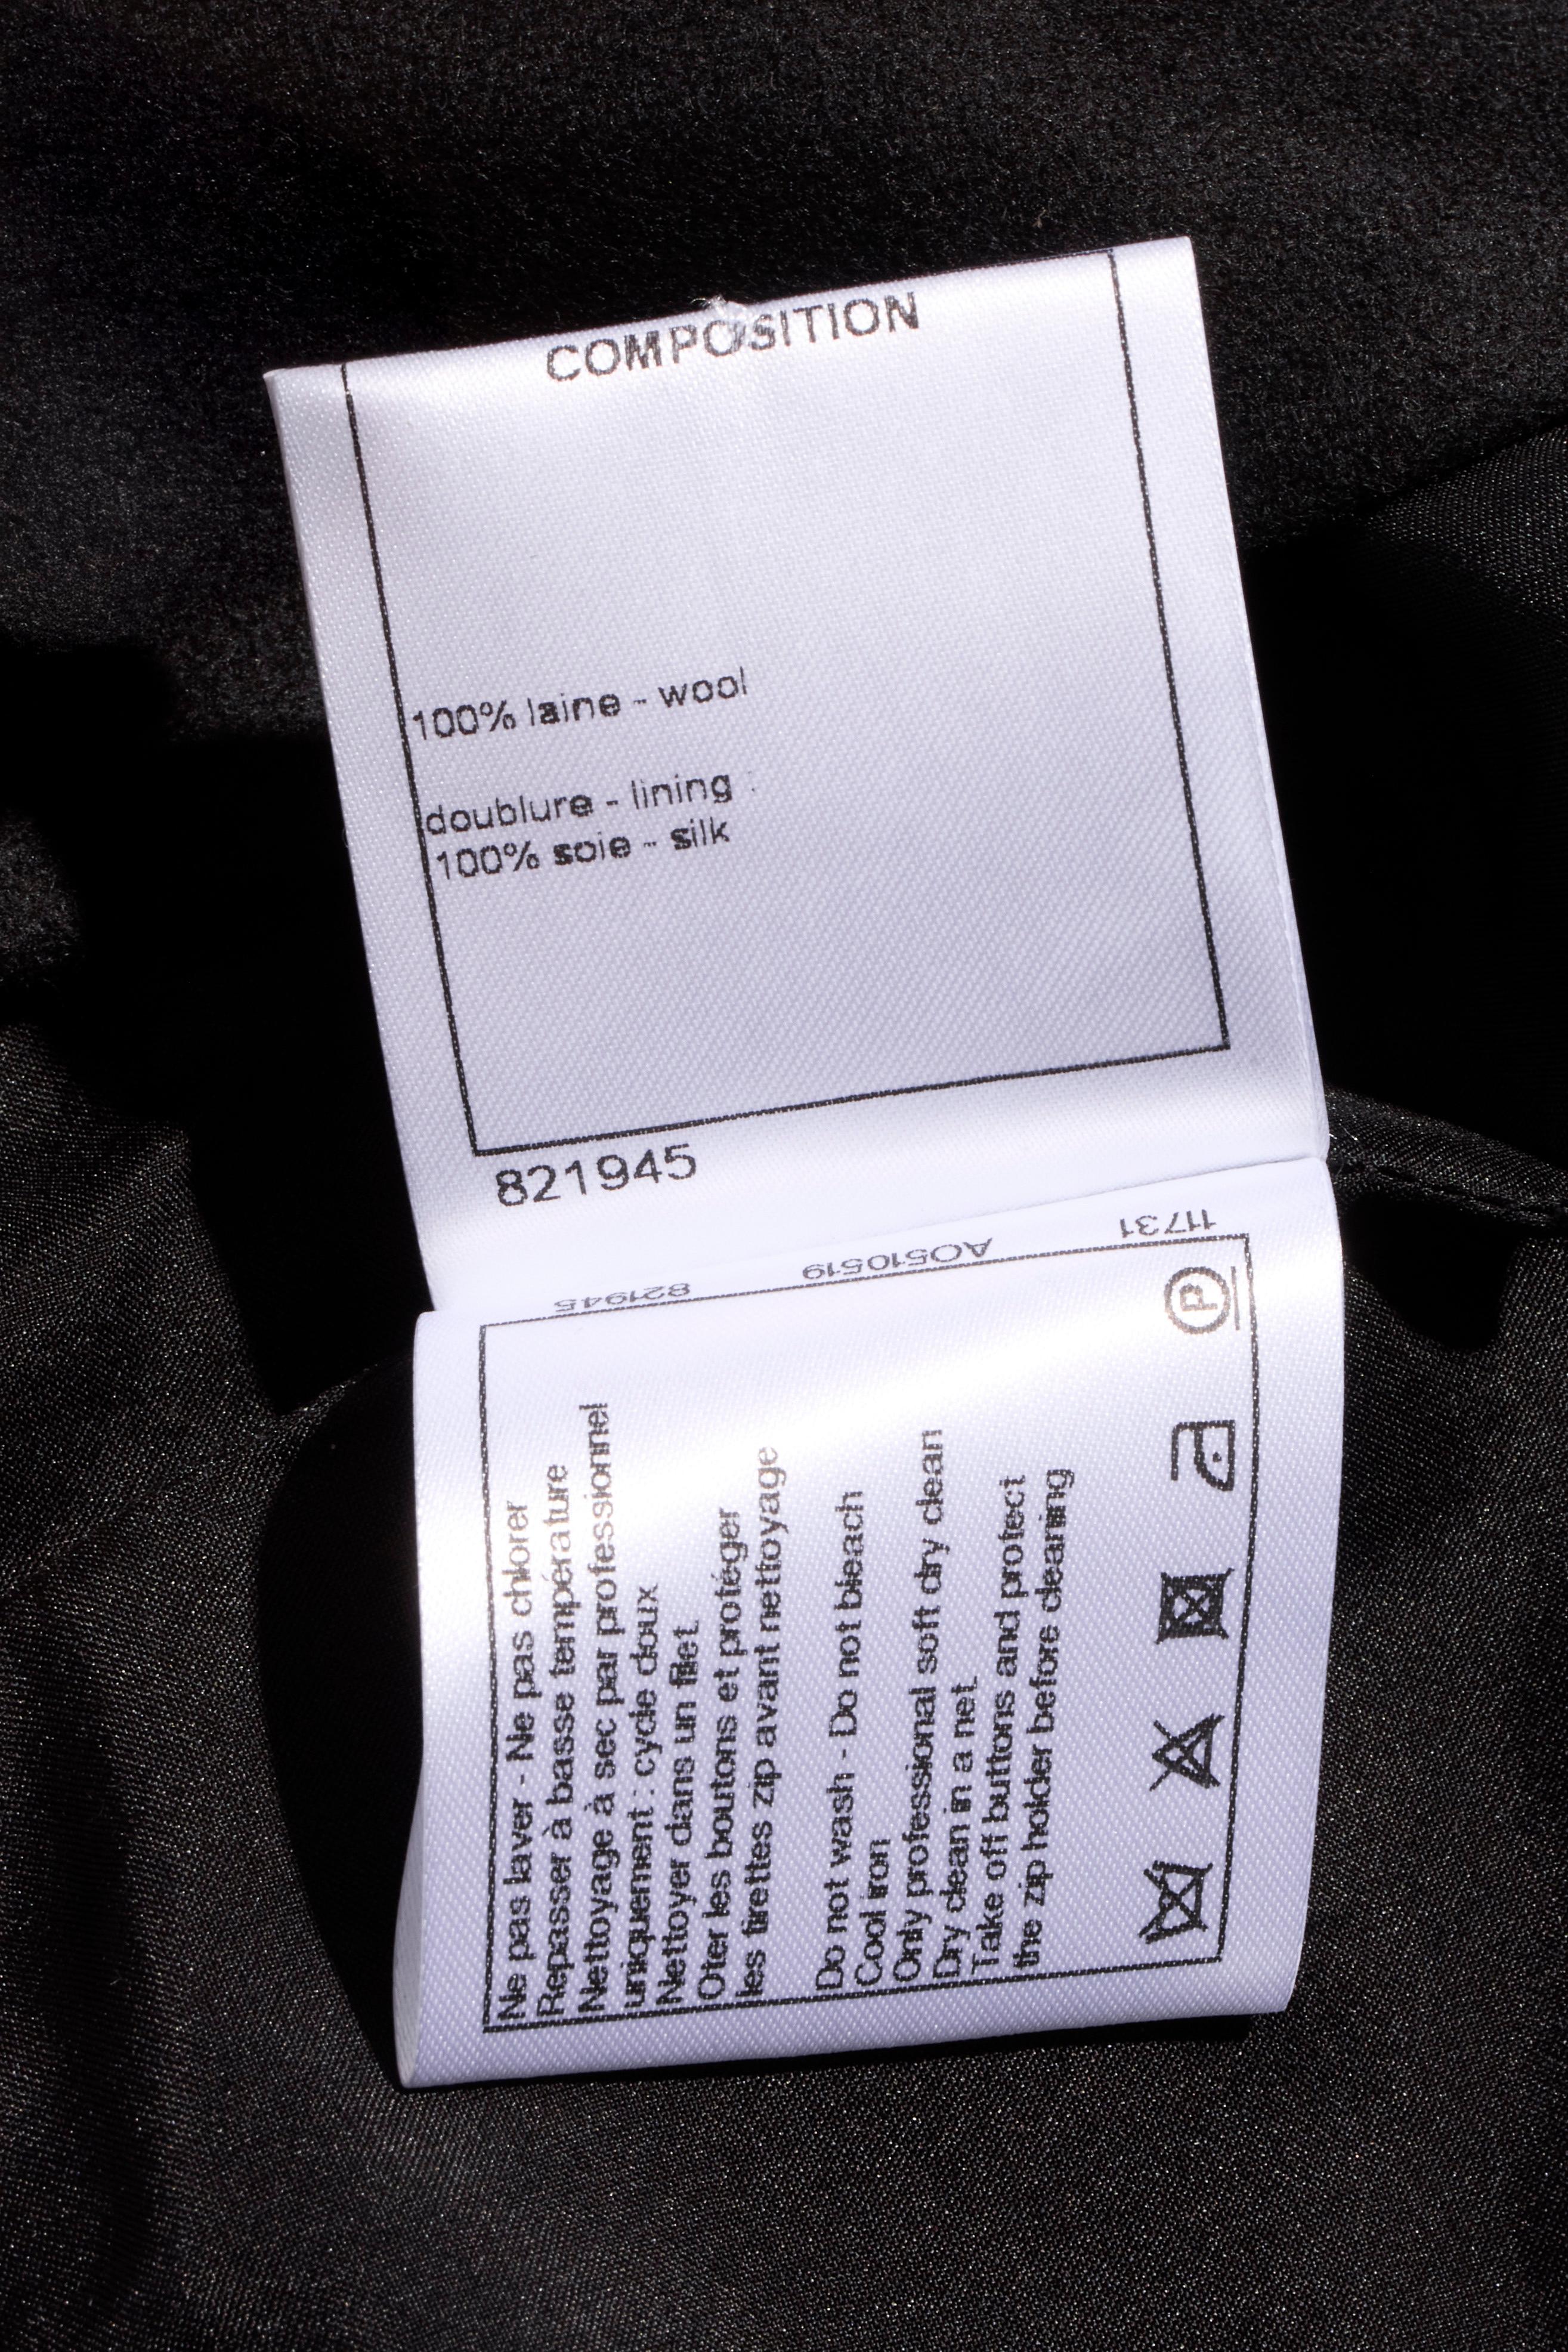 COMPOSITION
100% laine - wool
doublure - lining :
100% soie - silk
821945
821945 AO510519 11731
Ne pas laver - Ne pas chlorer
Repasser à basse température
Nettoyage à sec par professionnel
uniquement : cycle doux
Nettoyer dans un filet.
Oter les boutons et protéger
les tirettes zip avant nettoyage
Do not wash - Do not bleach
Cool iron
Only professional soft dry clean
Dry clean in a net.
Take off buttons and protect
the zip holder before cleaning
P